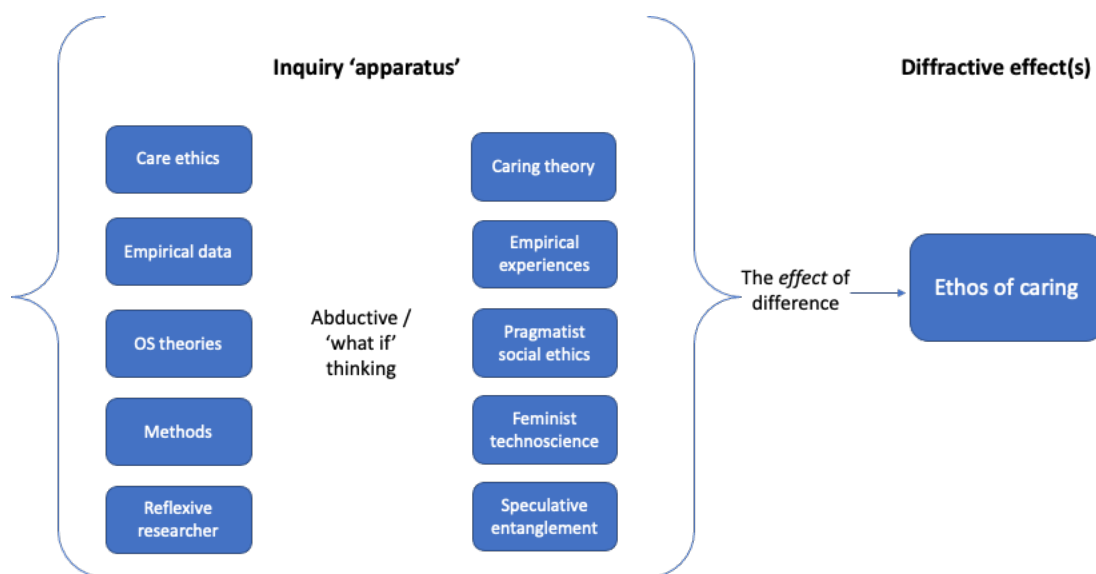 Inquiry ‘apparatus’
Diffractive effect(s)
Care ethics
Empirical data
OS theories
Methods
Reflexive
researcher
Abductive /
‘what if’
thinking
Caring theory
Empirical
experiences
Pragmatist
social ethics
Feminist
technoscience
Speculative
entanglement
The effect of
difference
Ethos of caring